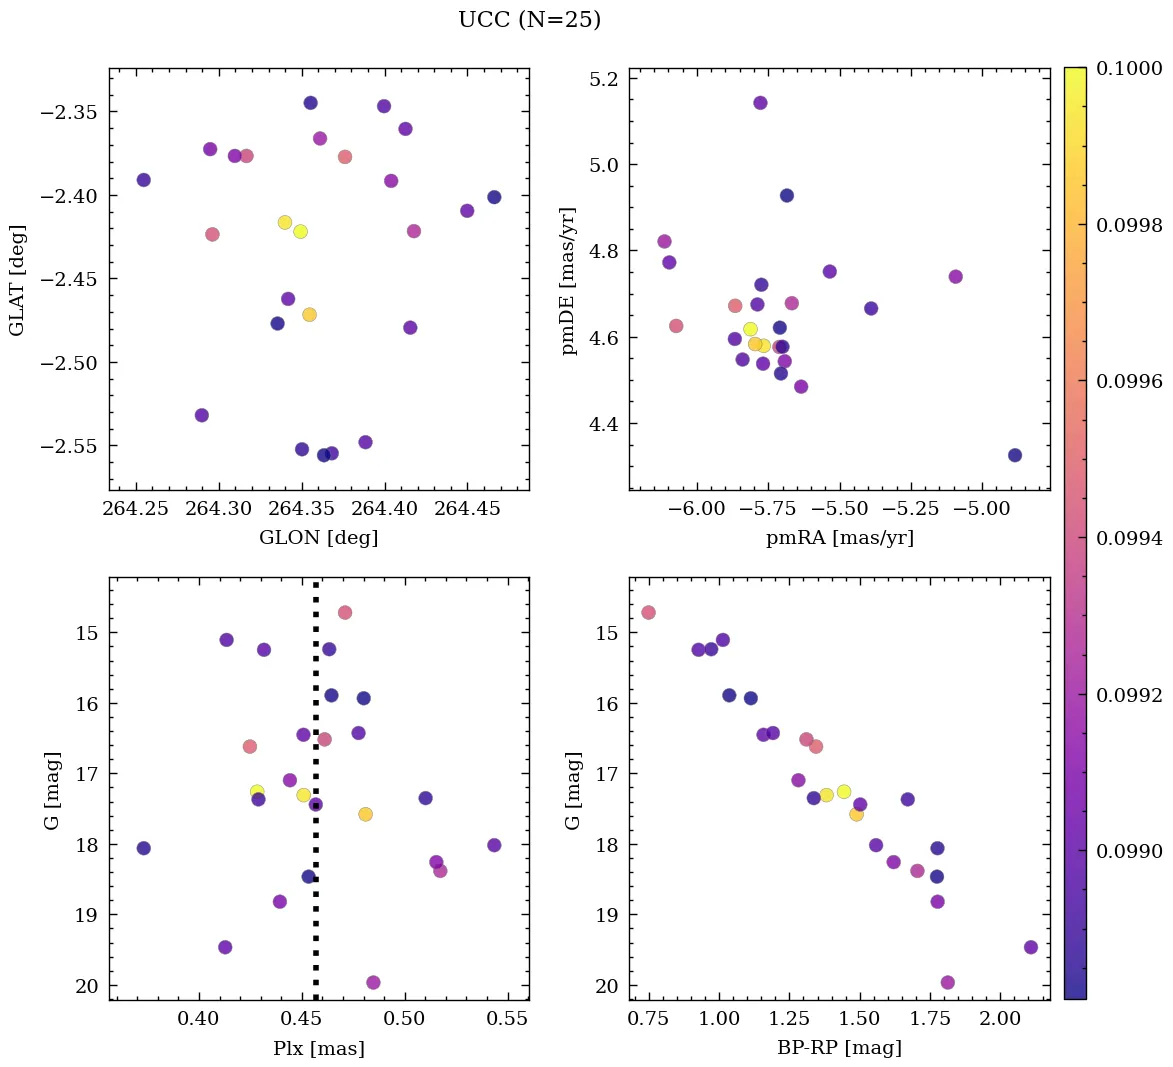 UCC (N=25)
−2.35
−2.40
−2.45
−2.50
−2.55
GLAT [deg]
264.25 264.30 264.35 264.40 264.45
GLON [deg]
5.2
5.0
4.8
4.6
4.4
pmDE [mas/yr]
−6.00 −5.75 −5.50 −5.25 −5.00
pmRA [mas/yr]
0.1000
0.0998
0.0996
0.0994
0.0992
0.0990
15
16
17
18
19
20
G [mag]
0.40 0.45 0.50 0.55
Plx [mas]
15
16
17
18
19
20
G [mag]
0.75 1.00 1.25 1.50 1.75 2.00
BP-RP [mag]